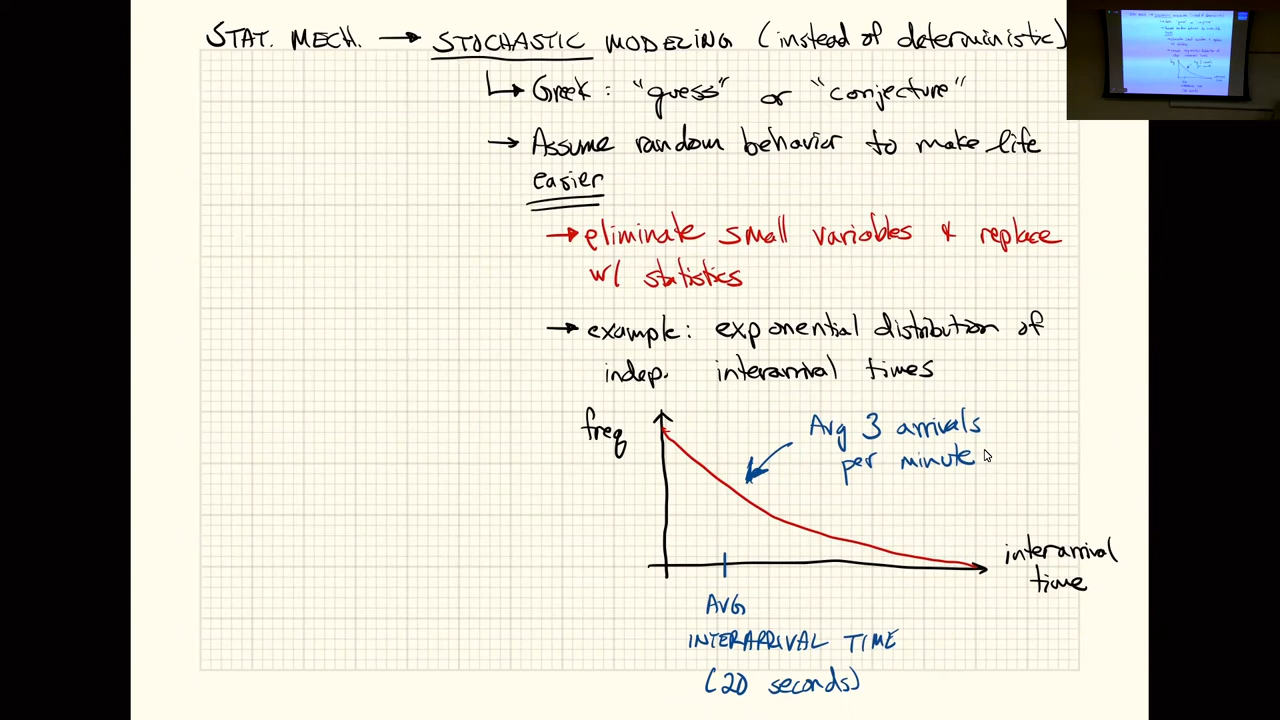 STAT. MECH. → STOCHASTIC MODELING (instead of deterministic)
↳ Greek: "guess" or "conjecture"
→ Assume random behavior to make life
easier
→ eliminate small variables & replace
w/ statistics
→ example: exponential distribution of
indep. interarrival times
freq
Avg 3 arrivals
per minute
interarrival
time
AVG
INTERARRIVAL TIME
(20 seconds)